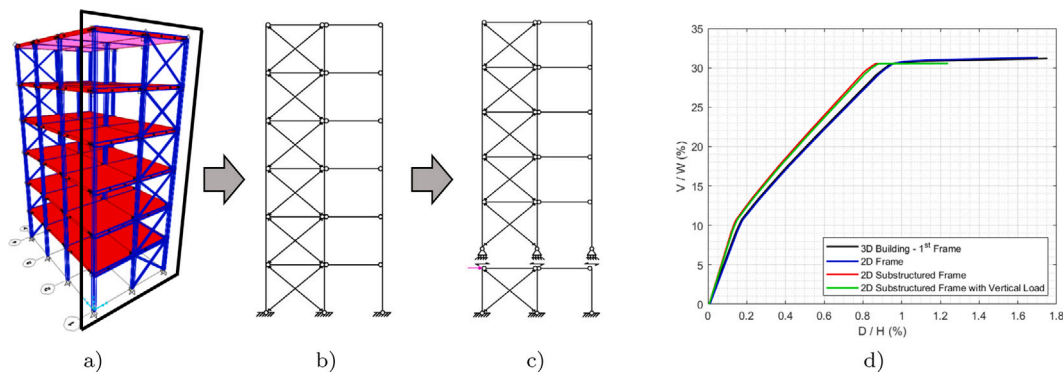 35
30
25
20
15
10
5
0
V / W (%)
3D Building - 1st Frame
2D Frame
2D Substructured Frame
2D Substructured Frame with Vertical Load
0 0.2 0.4 0.6 0.8 1 1.2 1.4 1.6 1.8
D / H (%)
a) b) c) d)